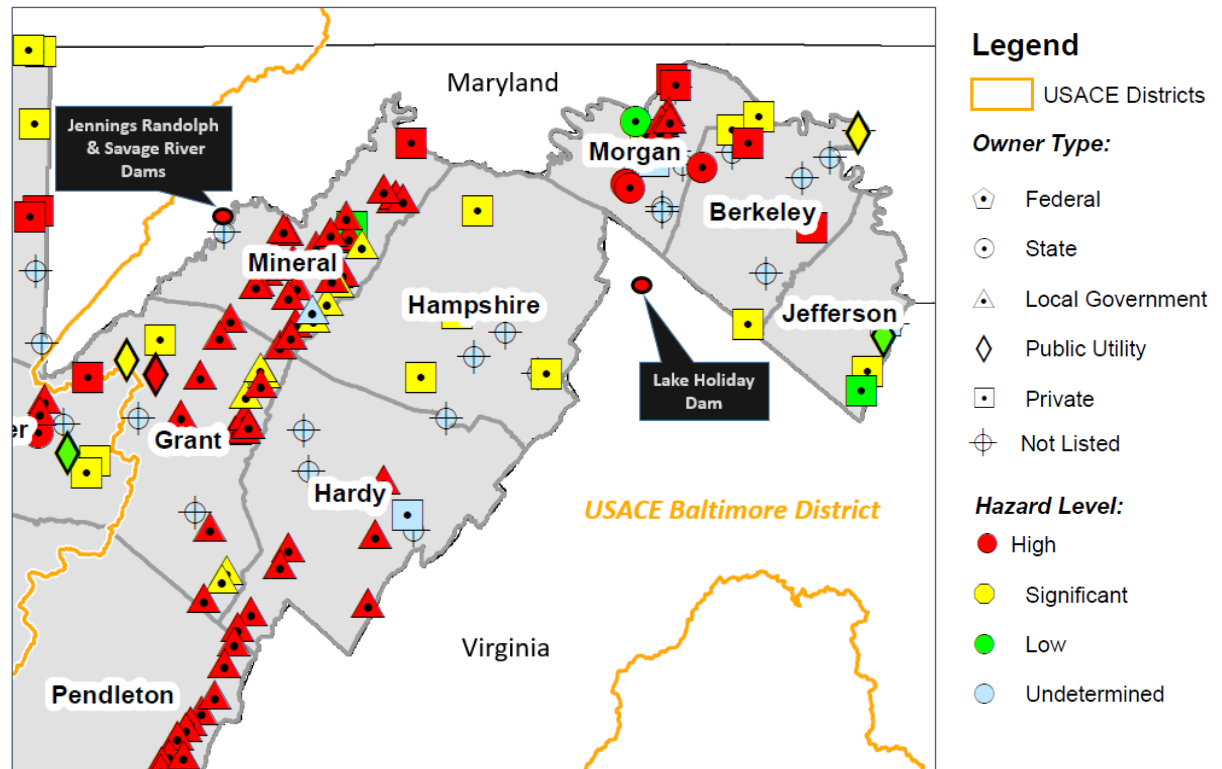 Maryland
Jennings Randolph
& Savage River
Dams
Morgan
Berkeley
Mineral
Hampshire
Jefferson
Lake Holiday
Dam
er
Grant
Hardy
USACE Baltimore District
Virginia
Pendleton
Legend
USACE Districts
Owner Type:
Federal
State
Local Government
Public Utility
Private
Not Listed
Hazard Level:
High
Significant
Low
Undetermined